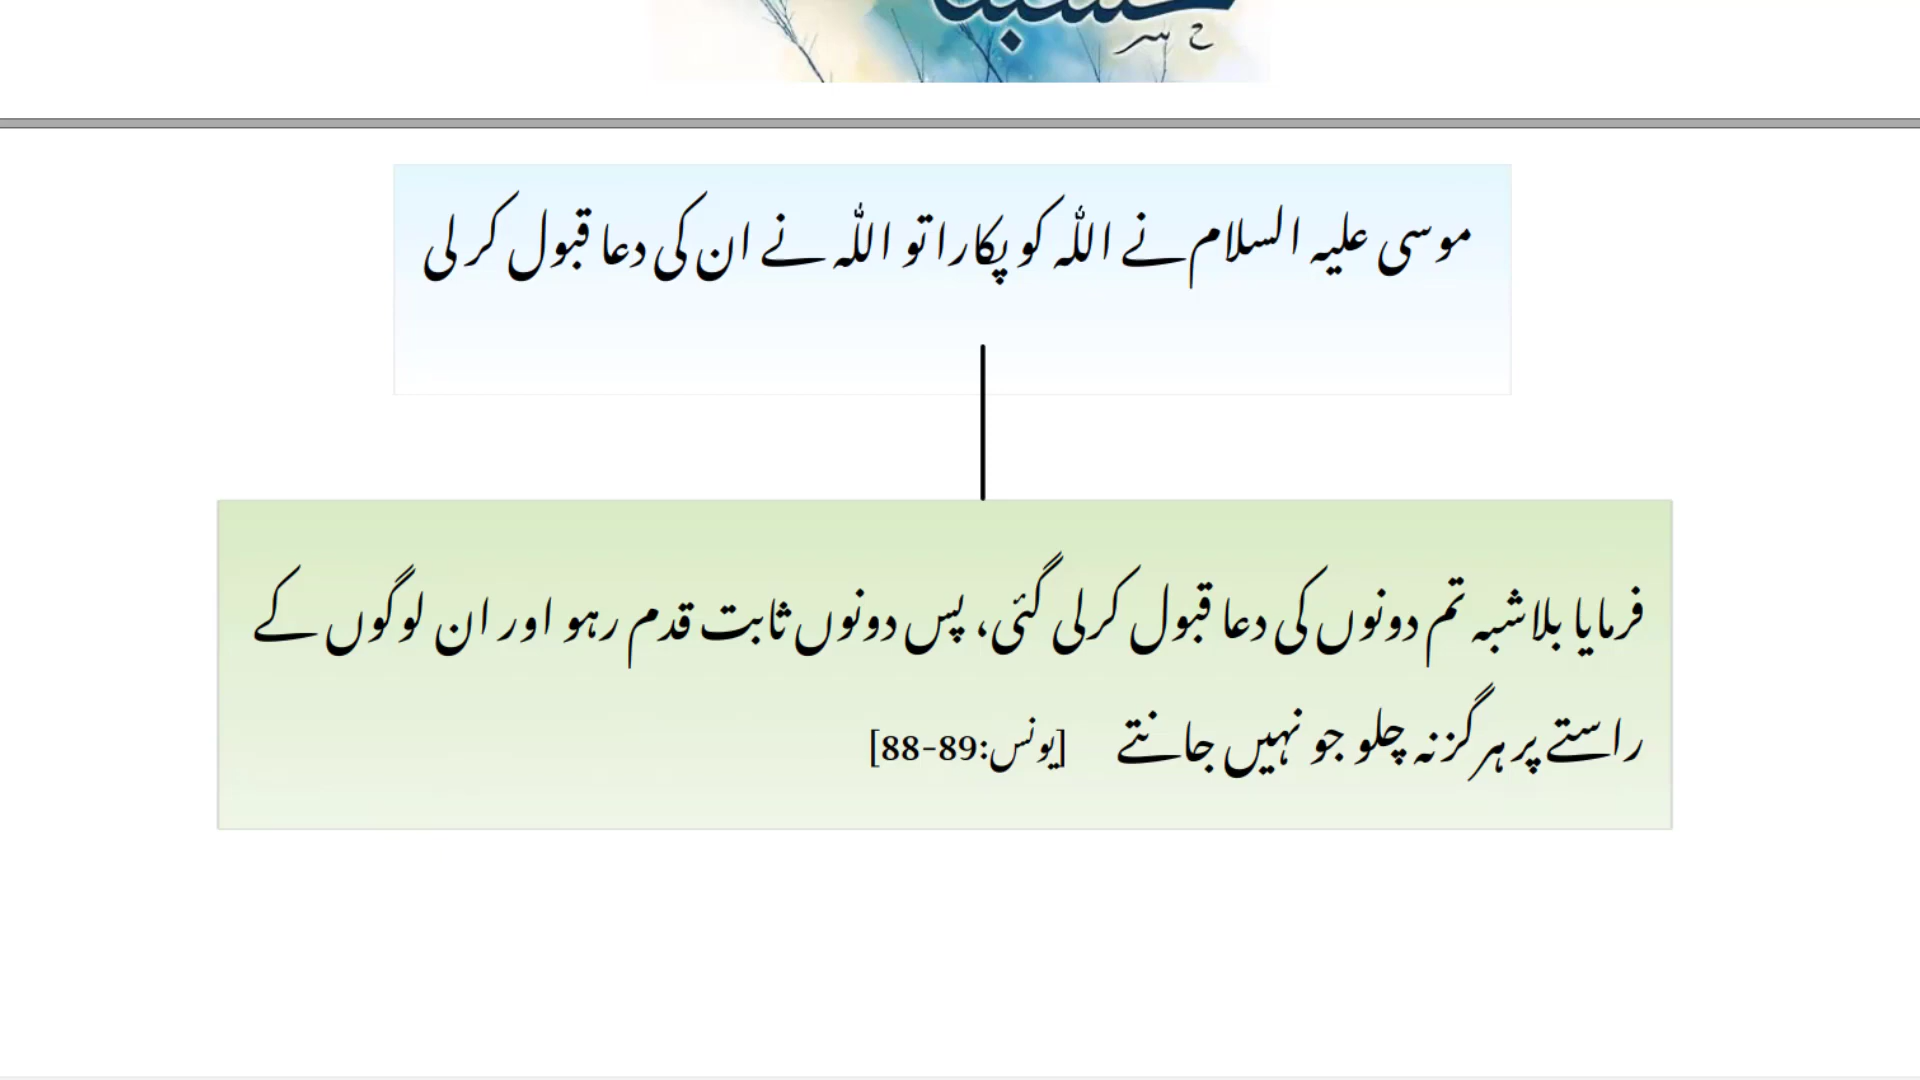 موسی علیہ السلام نے اللہ کو پکارا تو اللہ نے ان کی دعا قبول کر لی
فرمایا بلاشبہ تم دونوں کی دعا قبول کرلی گئی، پس دونوں ثابت قدم رہو اور ان لوگوں کے
راستے پر ہرگز نہ چلو جو نہیں جانتے [یونس:89-88]